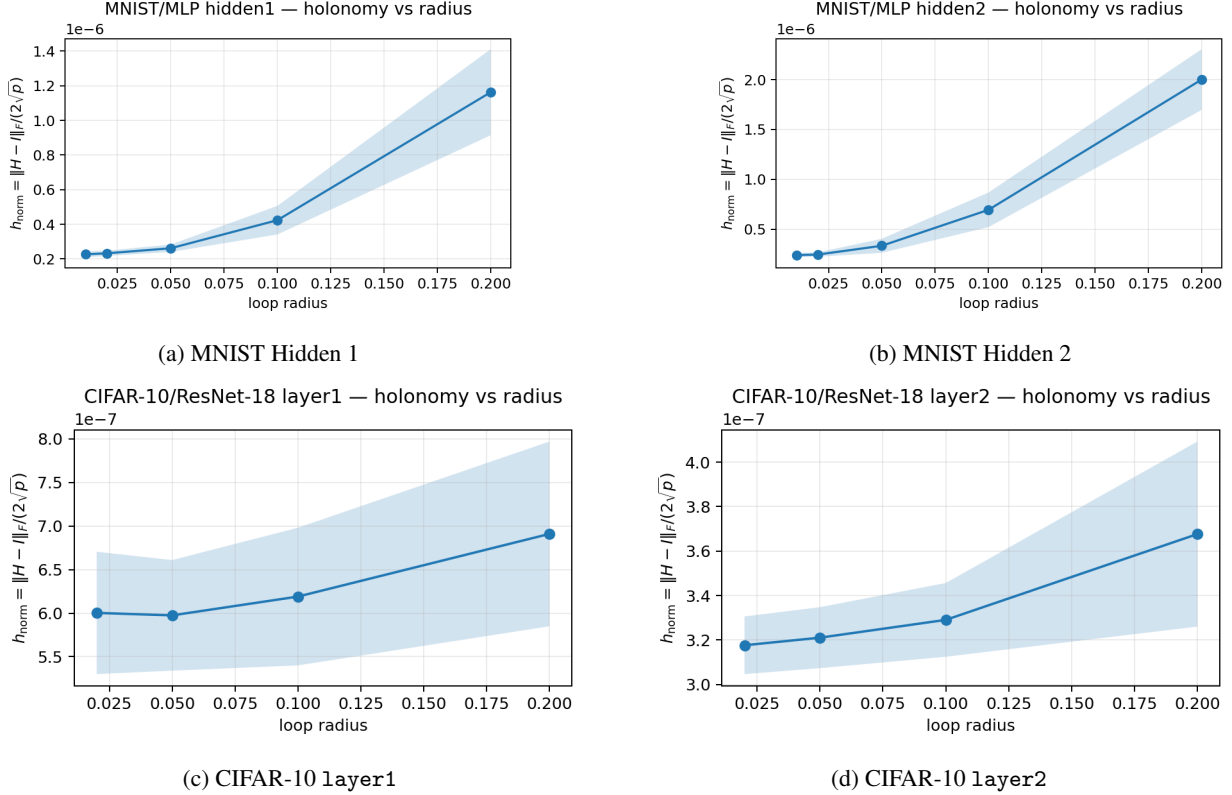 MNIST/MLP hidden1 — holonomy vs radius
1e−6
h_norm = ‖H − I‖_F/(2√p)
1.4
1.2
1.0
0.8
0.6
0.4
0.2
0.025 0.050 0.075 0.100 0.125 0.150 0.175 0.200
loop radius
(a) MNIST Hidden 1
MNIST/MLP hidden2 — holonomy vs radius
1e−6
h_norm = ‖H − I‖_F/(2√p)
2.0
1.5
1.0
0.5
0.025 0.050 0.075 0.100 0.125 0.150 0.175 0.200
loop radius
(b) MNIST Hidden 2
CIFAR-10/ResNet-18 layer1 — holonomy vs radius
1e−7
h_norm = ‖H − I‖_F/(2√p)
8.0
7.5
7.0
6.5
6.0
5.5
0.025 0.050 0.075 0.100 0.125 0.150 0.175 0.200
loop radius
(c) CIFAR-10 layer1
CIFAR-10/ResNet-18 layer2 — holonomy vs radius
1e−7
h_norm = ‖H − I‖_F/(2√p)
4.0
3.8
3.6
3.4
3.2
3.0
0.025 0.050 0.075 0.100 0.125 0.150 0.175 0.200
loop radius
(d) CIFAR-10 layer2